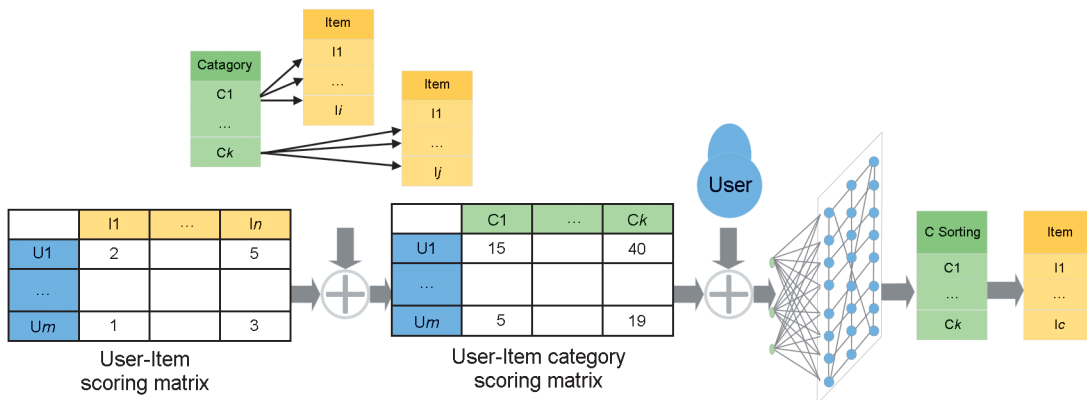 Item
I1
...
Ii
Catagory
C1
...
Ck
Item
I1
...
Ij
I1 ... In
U1 2 5
...
Um 1 3
User-Item
scoring matrix
C1 ... Ck
U1 15 40
...
Um 5 19
User-Item category
scoring matrix
User
C Sorting
C1
...
Ck
Item
I1
...
Ic